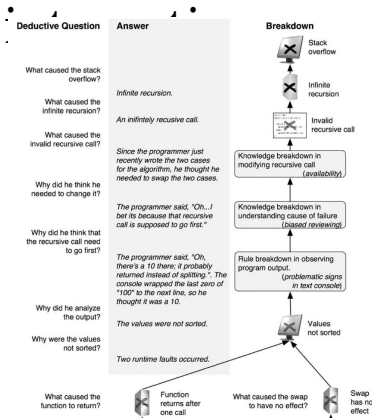 Deductive Question Answer Breakdown
Stack
overflow
What caused the stack
overflow?
Infinite recursion.
Infinite
recursion
What caused the
infinite recursion?
An infintely recusive call.
Invalid
recursive call
What caused the
invalid recursive call?
Since the programmer just
recently wrote the two cases
for the algorithm, he thought he
needed to swap the two cases.
Knowledge breakdown in
modifying recursive call
(availability)
Why did he think he
needed to change it?
The programmer said, "Oh...I
bet its because that recursive
call is supposed to go first."
Knowledge breakdown in
understanding cause of failure
(biased reviewing)
Why did he think that
the recursive call need
to go first?
The programmer said, "Oh,
there's a 10 there; it probably
returned instead of splitting.". The
console wrapped the last zero of
"100" to the next line, so he
thought it was a 10.
Rule breakdown in observing
program output.
(problematic signs
in text console)
Why did he analyze
the output?
The values were not sorted.
Values
not sorted
Why were the values
not sorted?
Two runtime faults occurred.
What caused the
function to return?
Function
returns after
one call
What caused the swap
to have no effect?
Swap
has no
effect